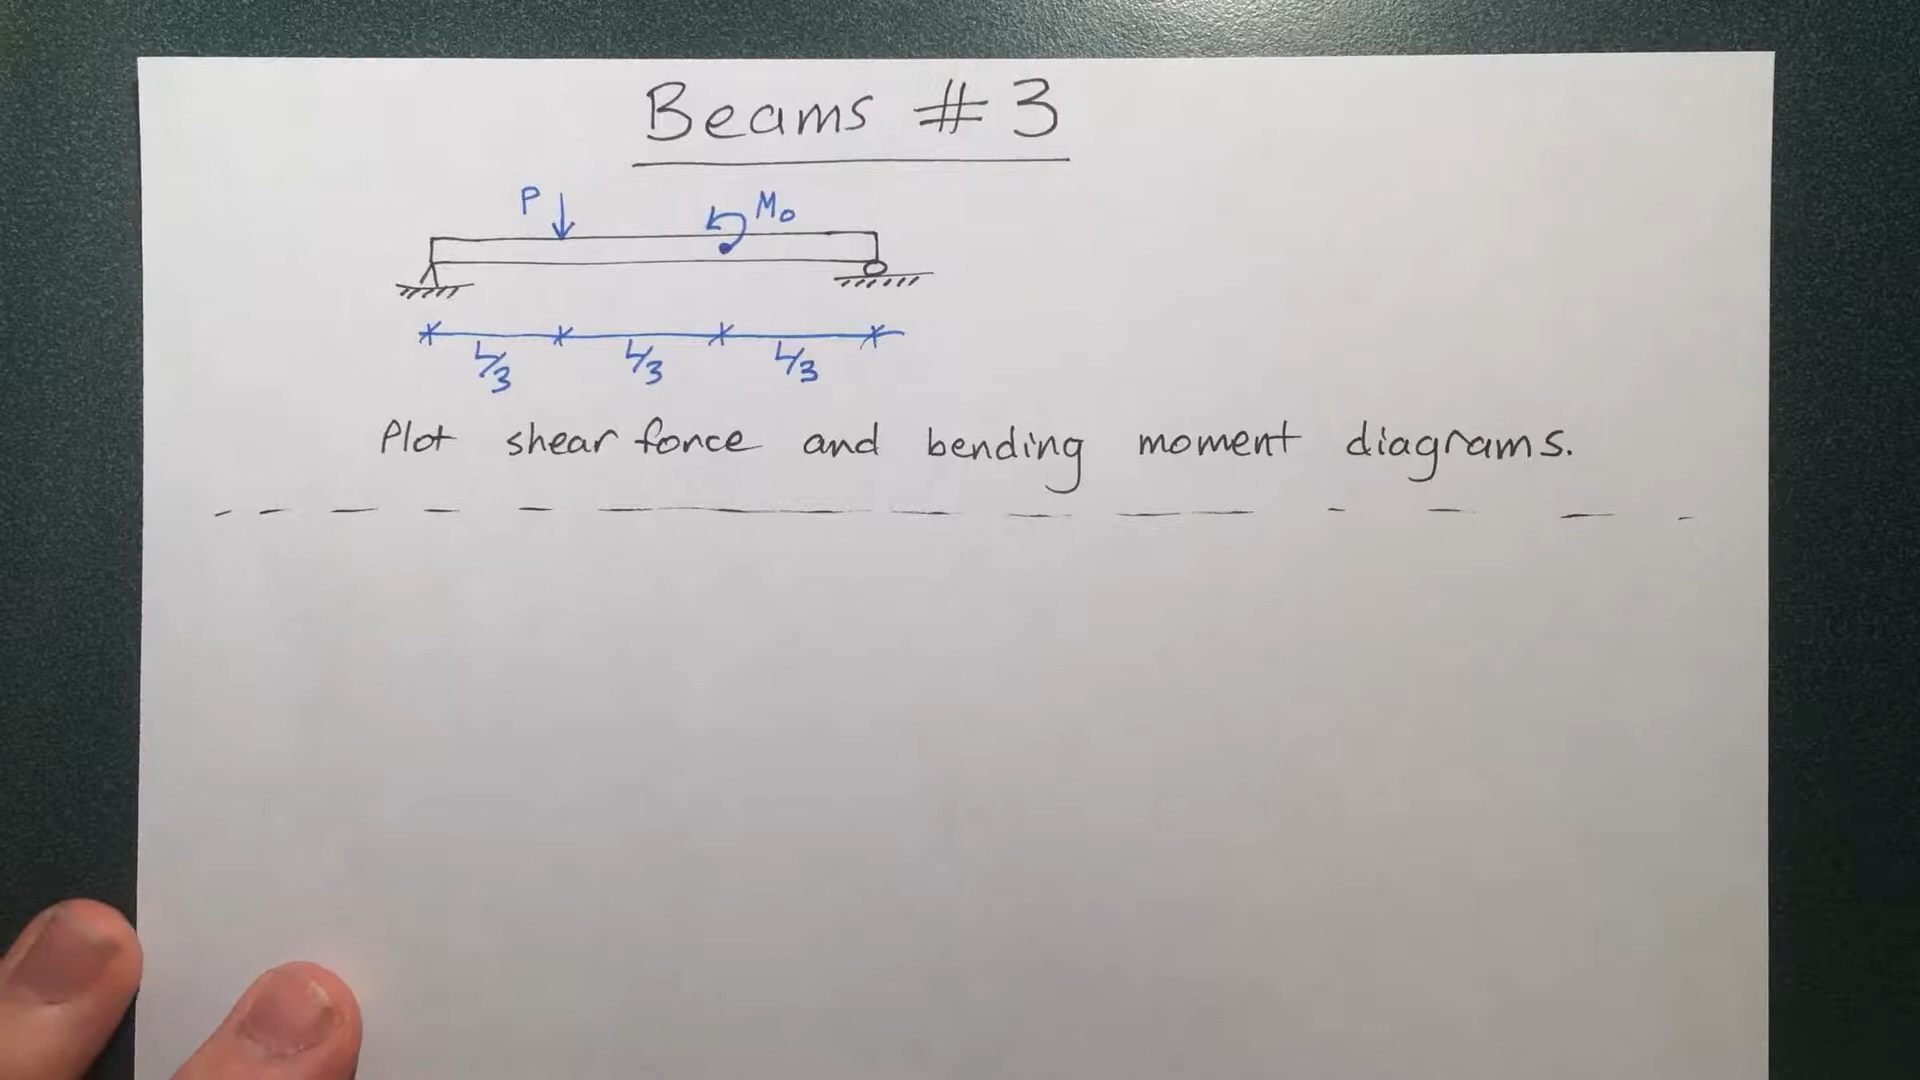 Beams #3
P
M₀
L/3 L/3 L/3
Plot shear force and bending moment diagrams.